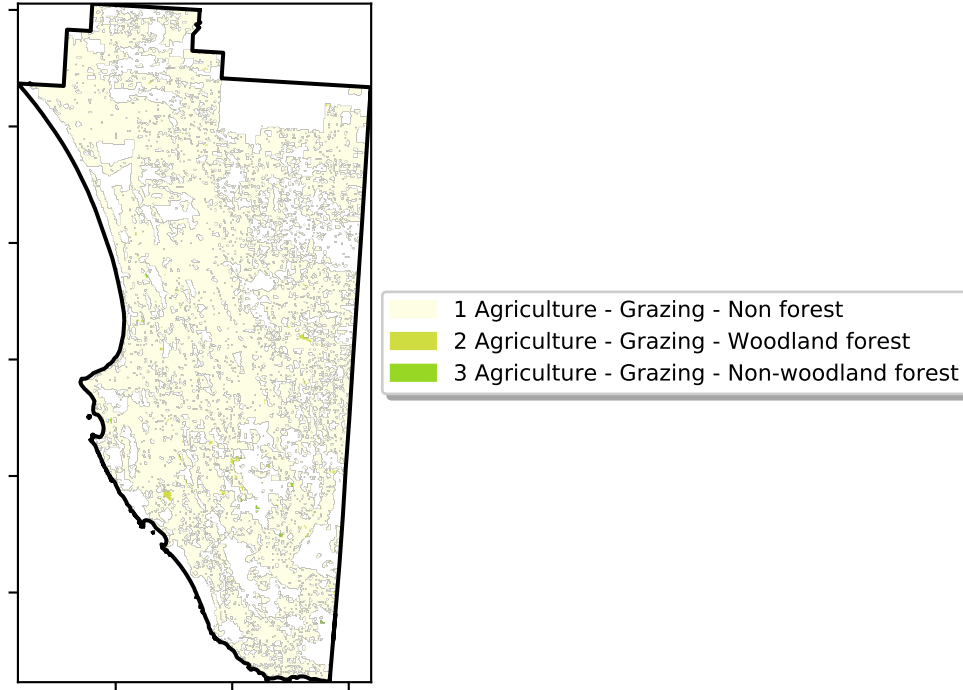 1 Agriculture - Grazing - Non forest
2 Agriculture - Grazing - Woodland forest
3 Agriculture - Grazing - Non-woodland forest